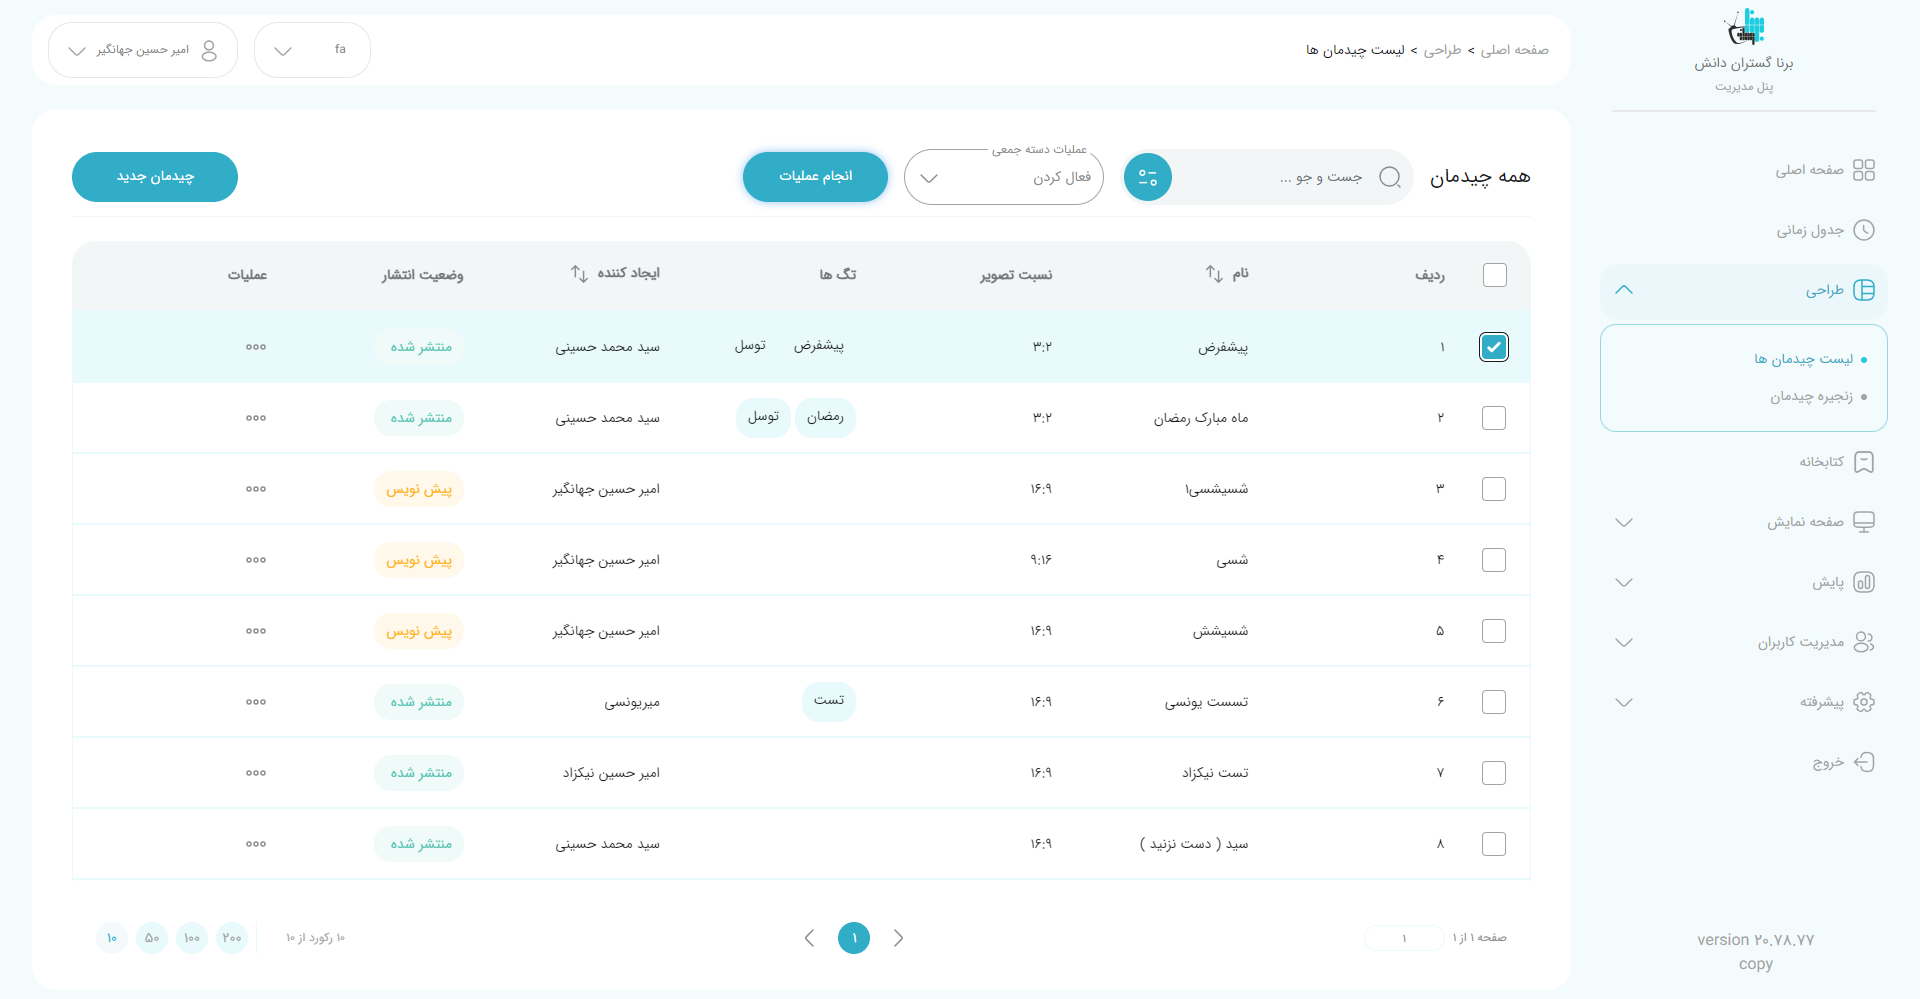 برنا گستران دانش
پنل مدیریت
صفحه اصلی
جدول زمانی
طراحی
لیست چیدمان ها
زنجیره چیدمان
کتابخانه
صفحه نمایش
پایش
مدیریت کاربران
پیشرفته
خروج
version ۲۰.۷۸.۷۷
copy
صفحه اصلی > طراحی > لیست چیدمان ها
fa
امیر حسین جهانگیر
همه چیدمان
جست و جو ...
عملیات دسته جمعی
فعال کردن
انجام عملیات
چیدمان جدید
ردیف نام نسبت تصویر تگ ها ایجاد کننده وضعیت انتشار عملیات
۱ پیشفرض ۳:۲ پیشفرض توسل سید محمد حسینی منتشر شده
۲ ماه مبارک رمضان ۳:۲ رمضان توسل سید محمد حسینی منتشر شده
۳ شسیشسی۱ ۱۶:۹ امیر حسین جهانگیر پیش نویس
۴ شسی ۹:۱۶ امیر حسین جهانگیر پیش نویس
۵ شسیشش ۱۶:۹ امیر حسین جهانگیر پیش نویس
۶ تسست یونسی ۱۶:۹ تست میریونسی منتشر شده
۷ تست نیکزاد ۱۶:۹ امیر حسین نیکزاد منتشر شده
۸ سید ( دست نزنید ) ۱۶:۹ سید محمد حسینی منتشر شده
صفحه ۱ از ۱
۱
۱
۱۰ رکورد از ۱۰
۲۰۰ ۱۰۰ ۵۰ ۱۰